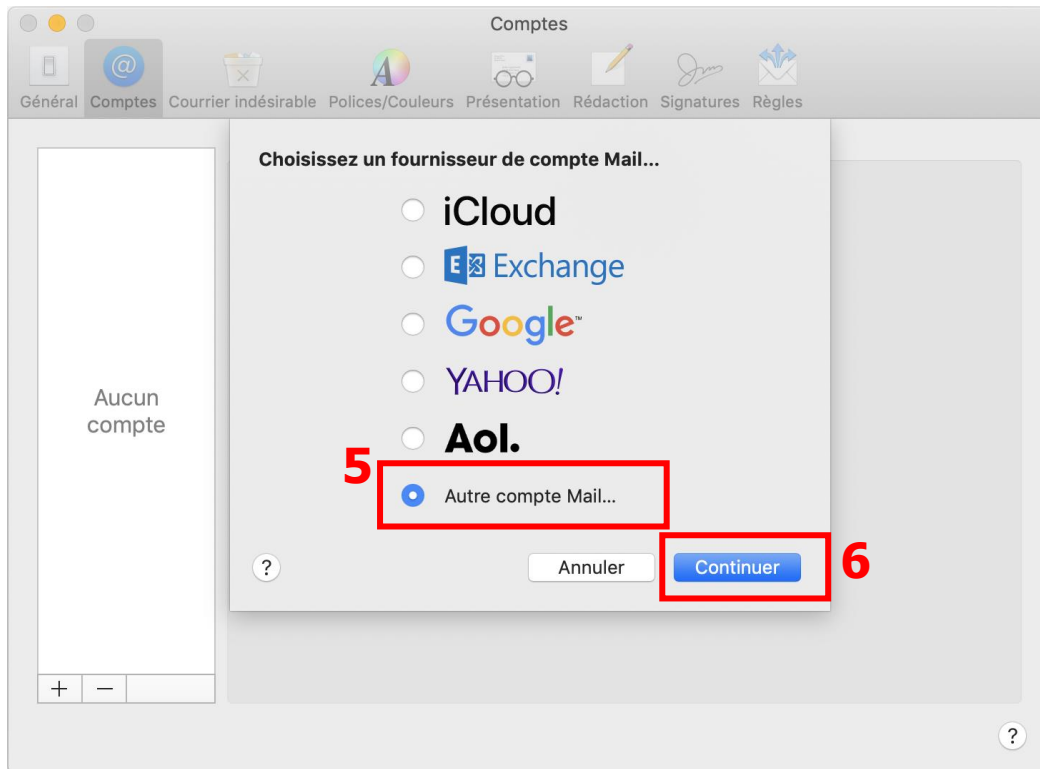 Comptes
Général Comptes Courrier indésirable Polices/Couleurs Présentation Rédaction Signatures Règles
Choisissez un fournisseur de compte Mail...
iCloud
E Exchange
Google™
YAHOO!
Aol.
Aucun
compte
5
Autre compte Mail...
? Annuler Continuer 6
+ −
?